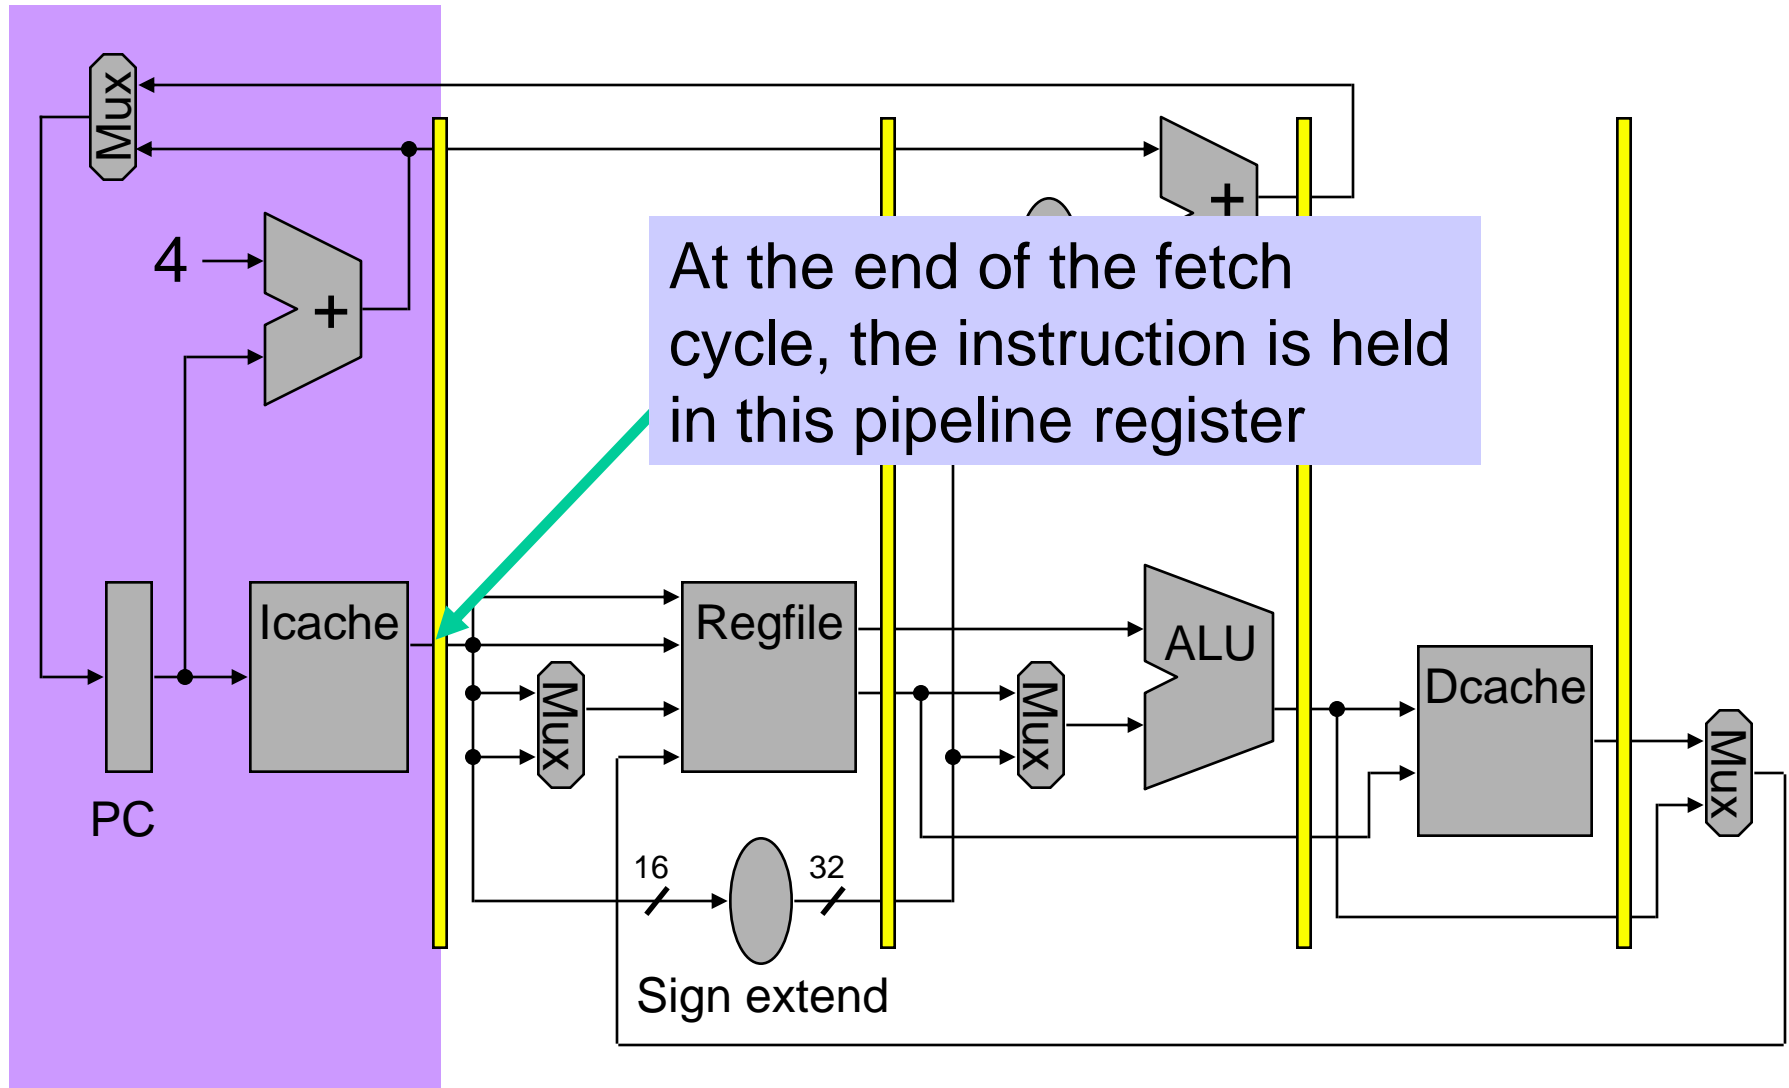 Mux
+
4
+
At the end of the fetch
cycle, the instruction is held
in this pipeline register
Icache
Regfile
ALU
Dcache
Mux
Mux
Mux
PC
16
32
Sign extend